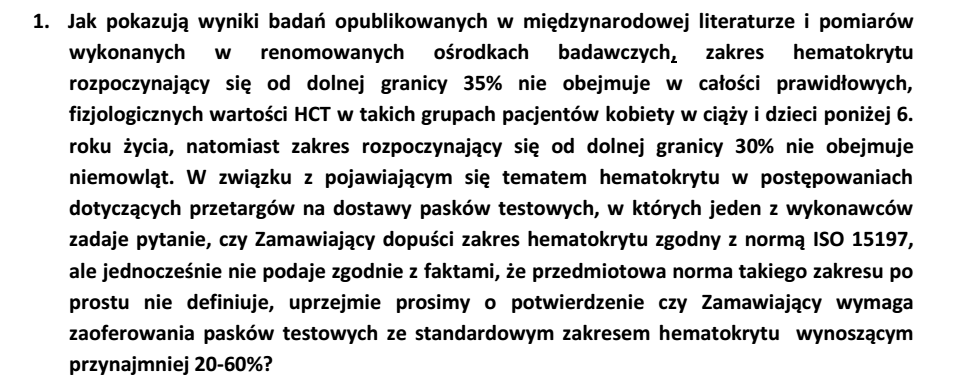 1. Jak pokazują wyniki badań opublikowanych w międzynarodowej literaturze i pomiarów
wykonanych w renomowanych ośrodkach badawczych, zakres hematokrytu
rozpoczynający się od dolnej granicy 35% nie obejmuje w całości prawidłowych,
fizjologicznych wartości HCT w takich grupach pacjentów kobiety w ciąży i dzieci poniżej 6.
roku życia, natomiast zakres rozpoczynający się od dolnej granicy 30% nie obejmuje
niemowląt. W związku z pojawiającym się tematem hematokrytu w postępowaniach
dotyczących przetargów na dostawy pasków testowych, w których jeden z wykonawców
zadaje pytanie, czy Zamawiający dopuści zakres hematokrytu zgodny z normą ISO 15197,
ale jednocześnie nie podaje zgodnie z faktami, że przedmiotowa norma takiego zakresu po
prostu nie definiuje, uprzejmie prosimy o potwierdzenie czy Zamawiający wymaga
zaoferowania pasków testowych ze standardowym zakresem hematokrytu wynoszącym
przynajmniej 20-60%?